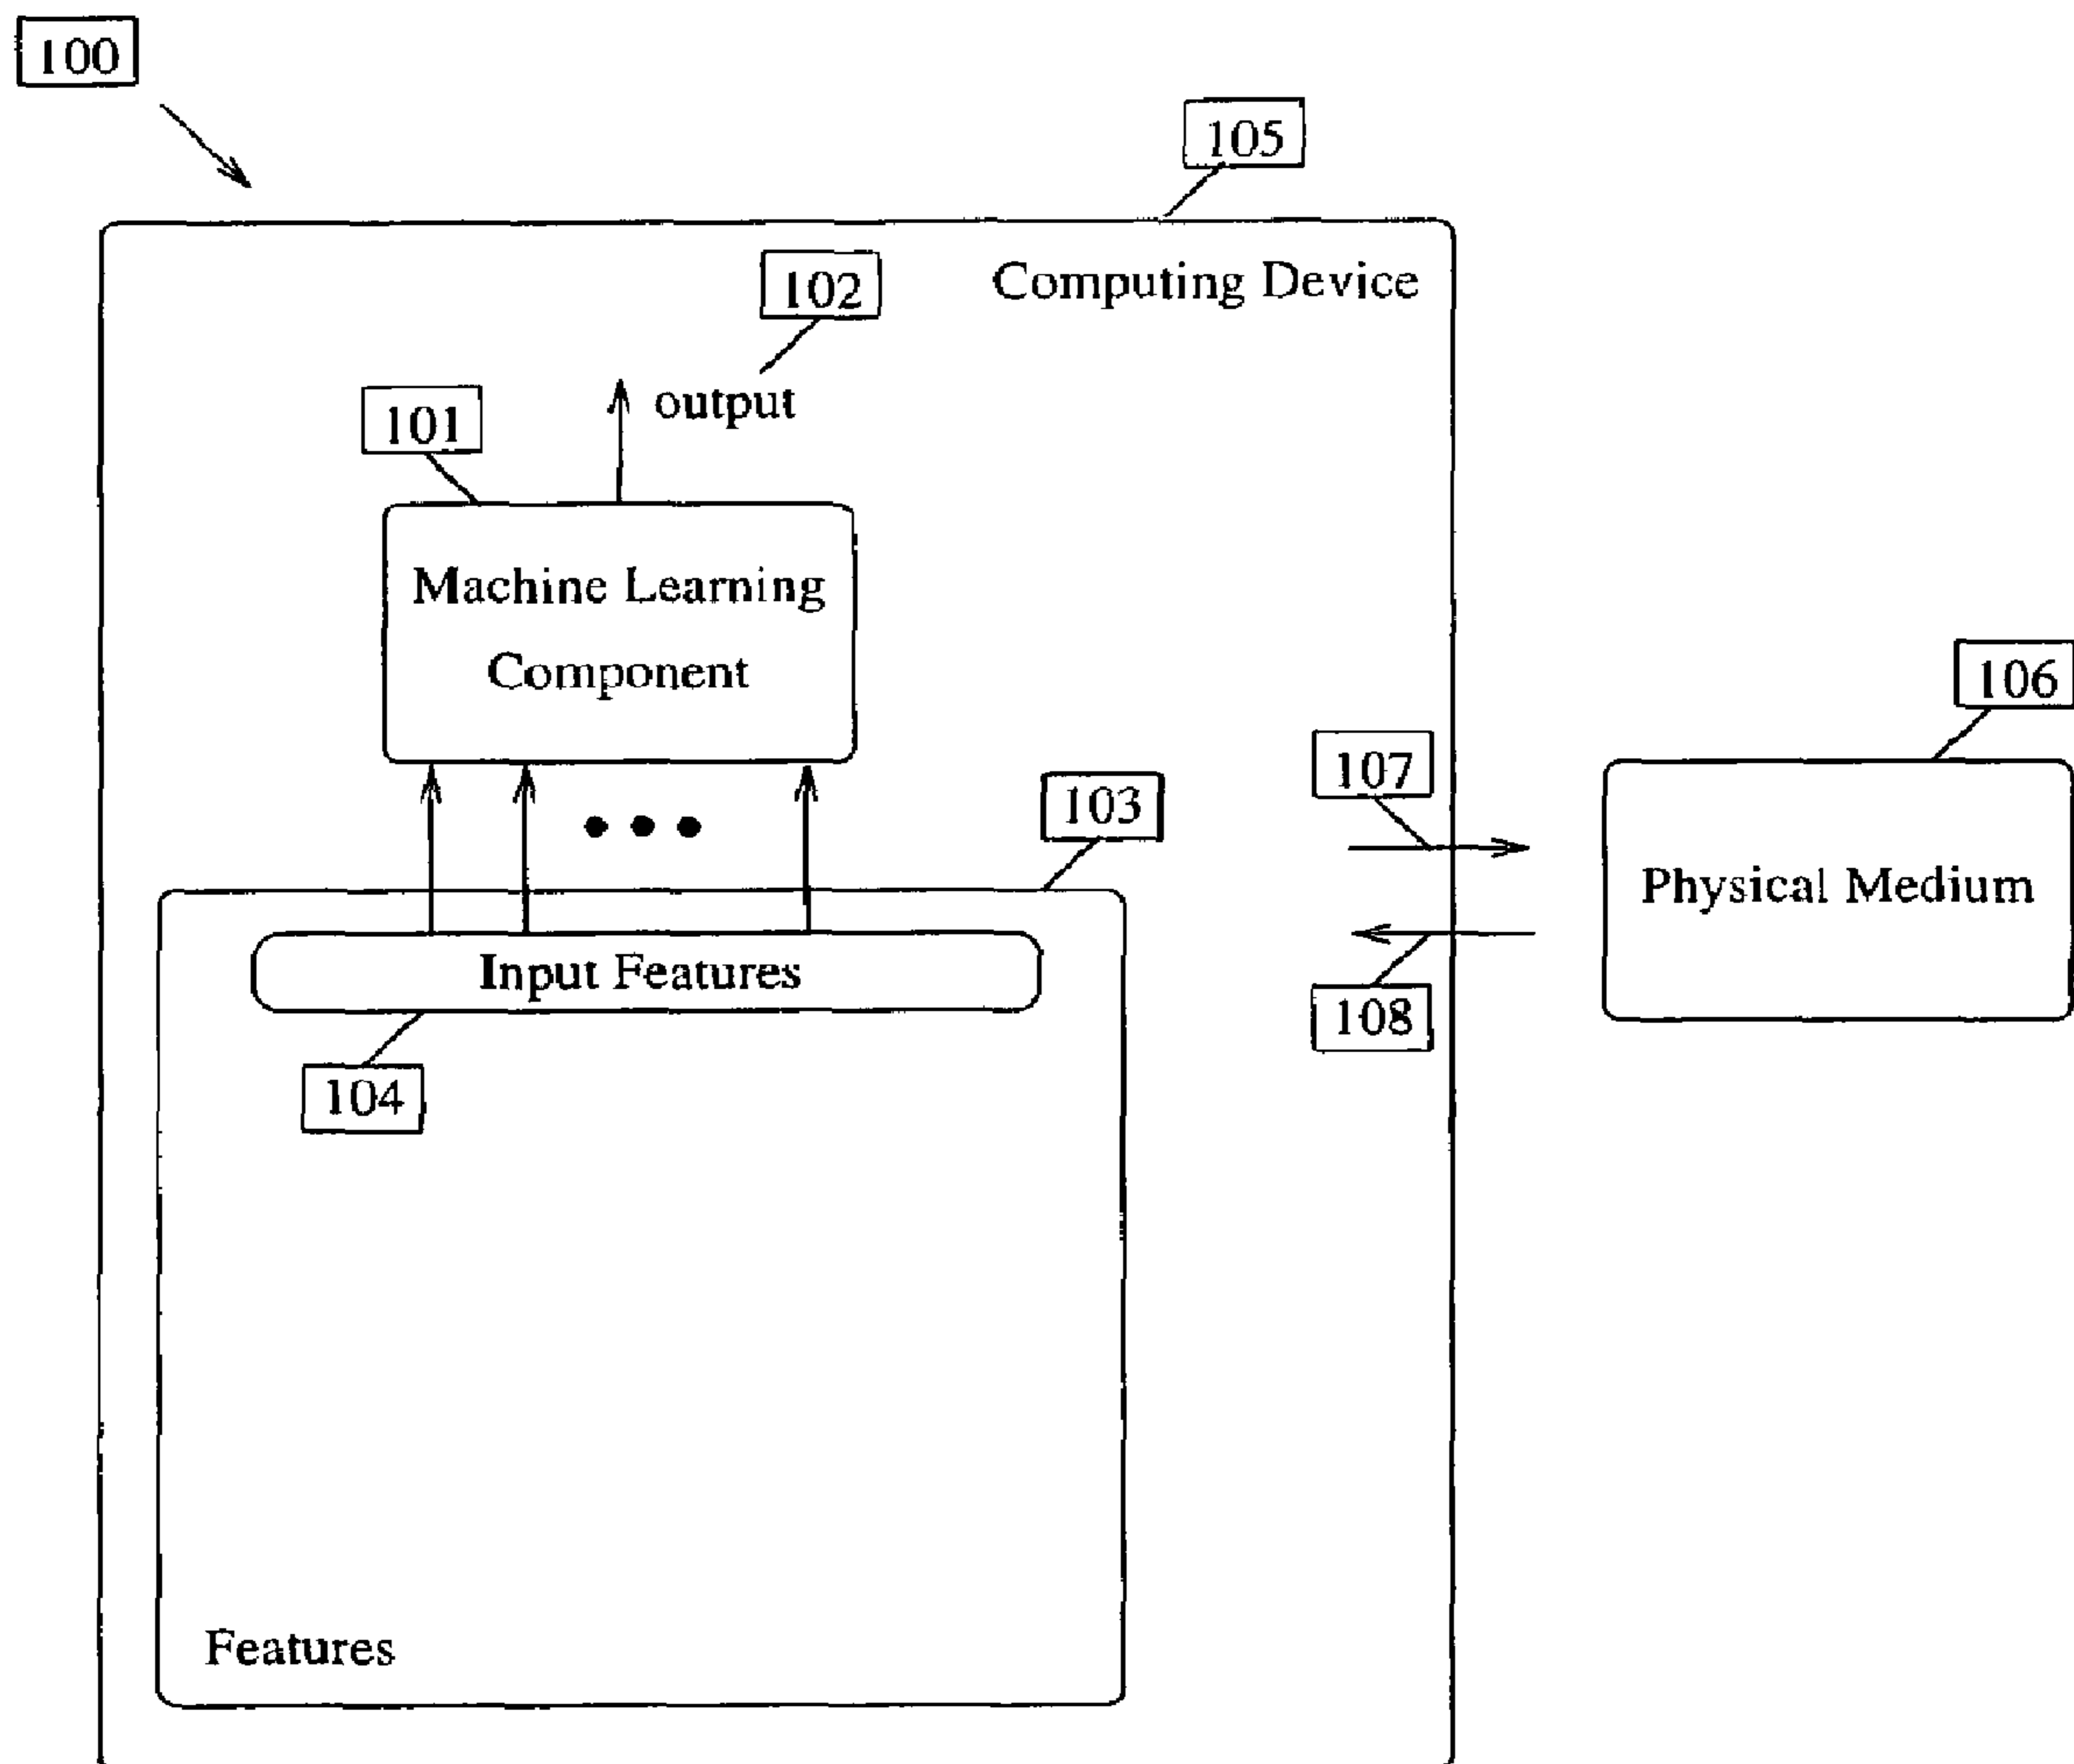 100
105
Computing Device
102
output
101
Machine Learning
Component
106
107
103
Physical Medium
Input Features
108
104
Features